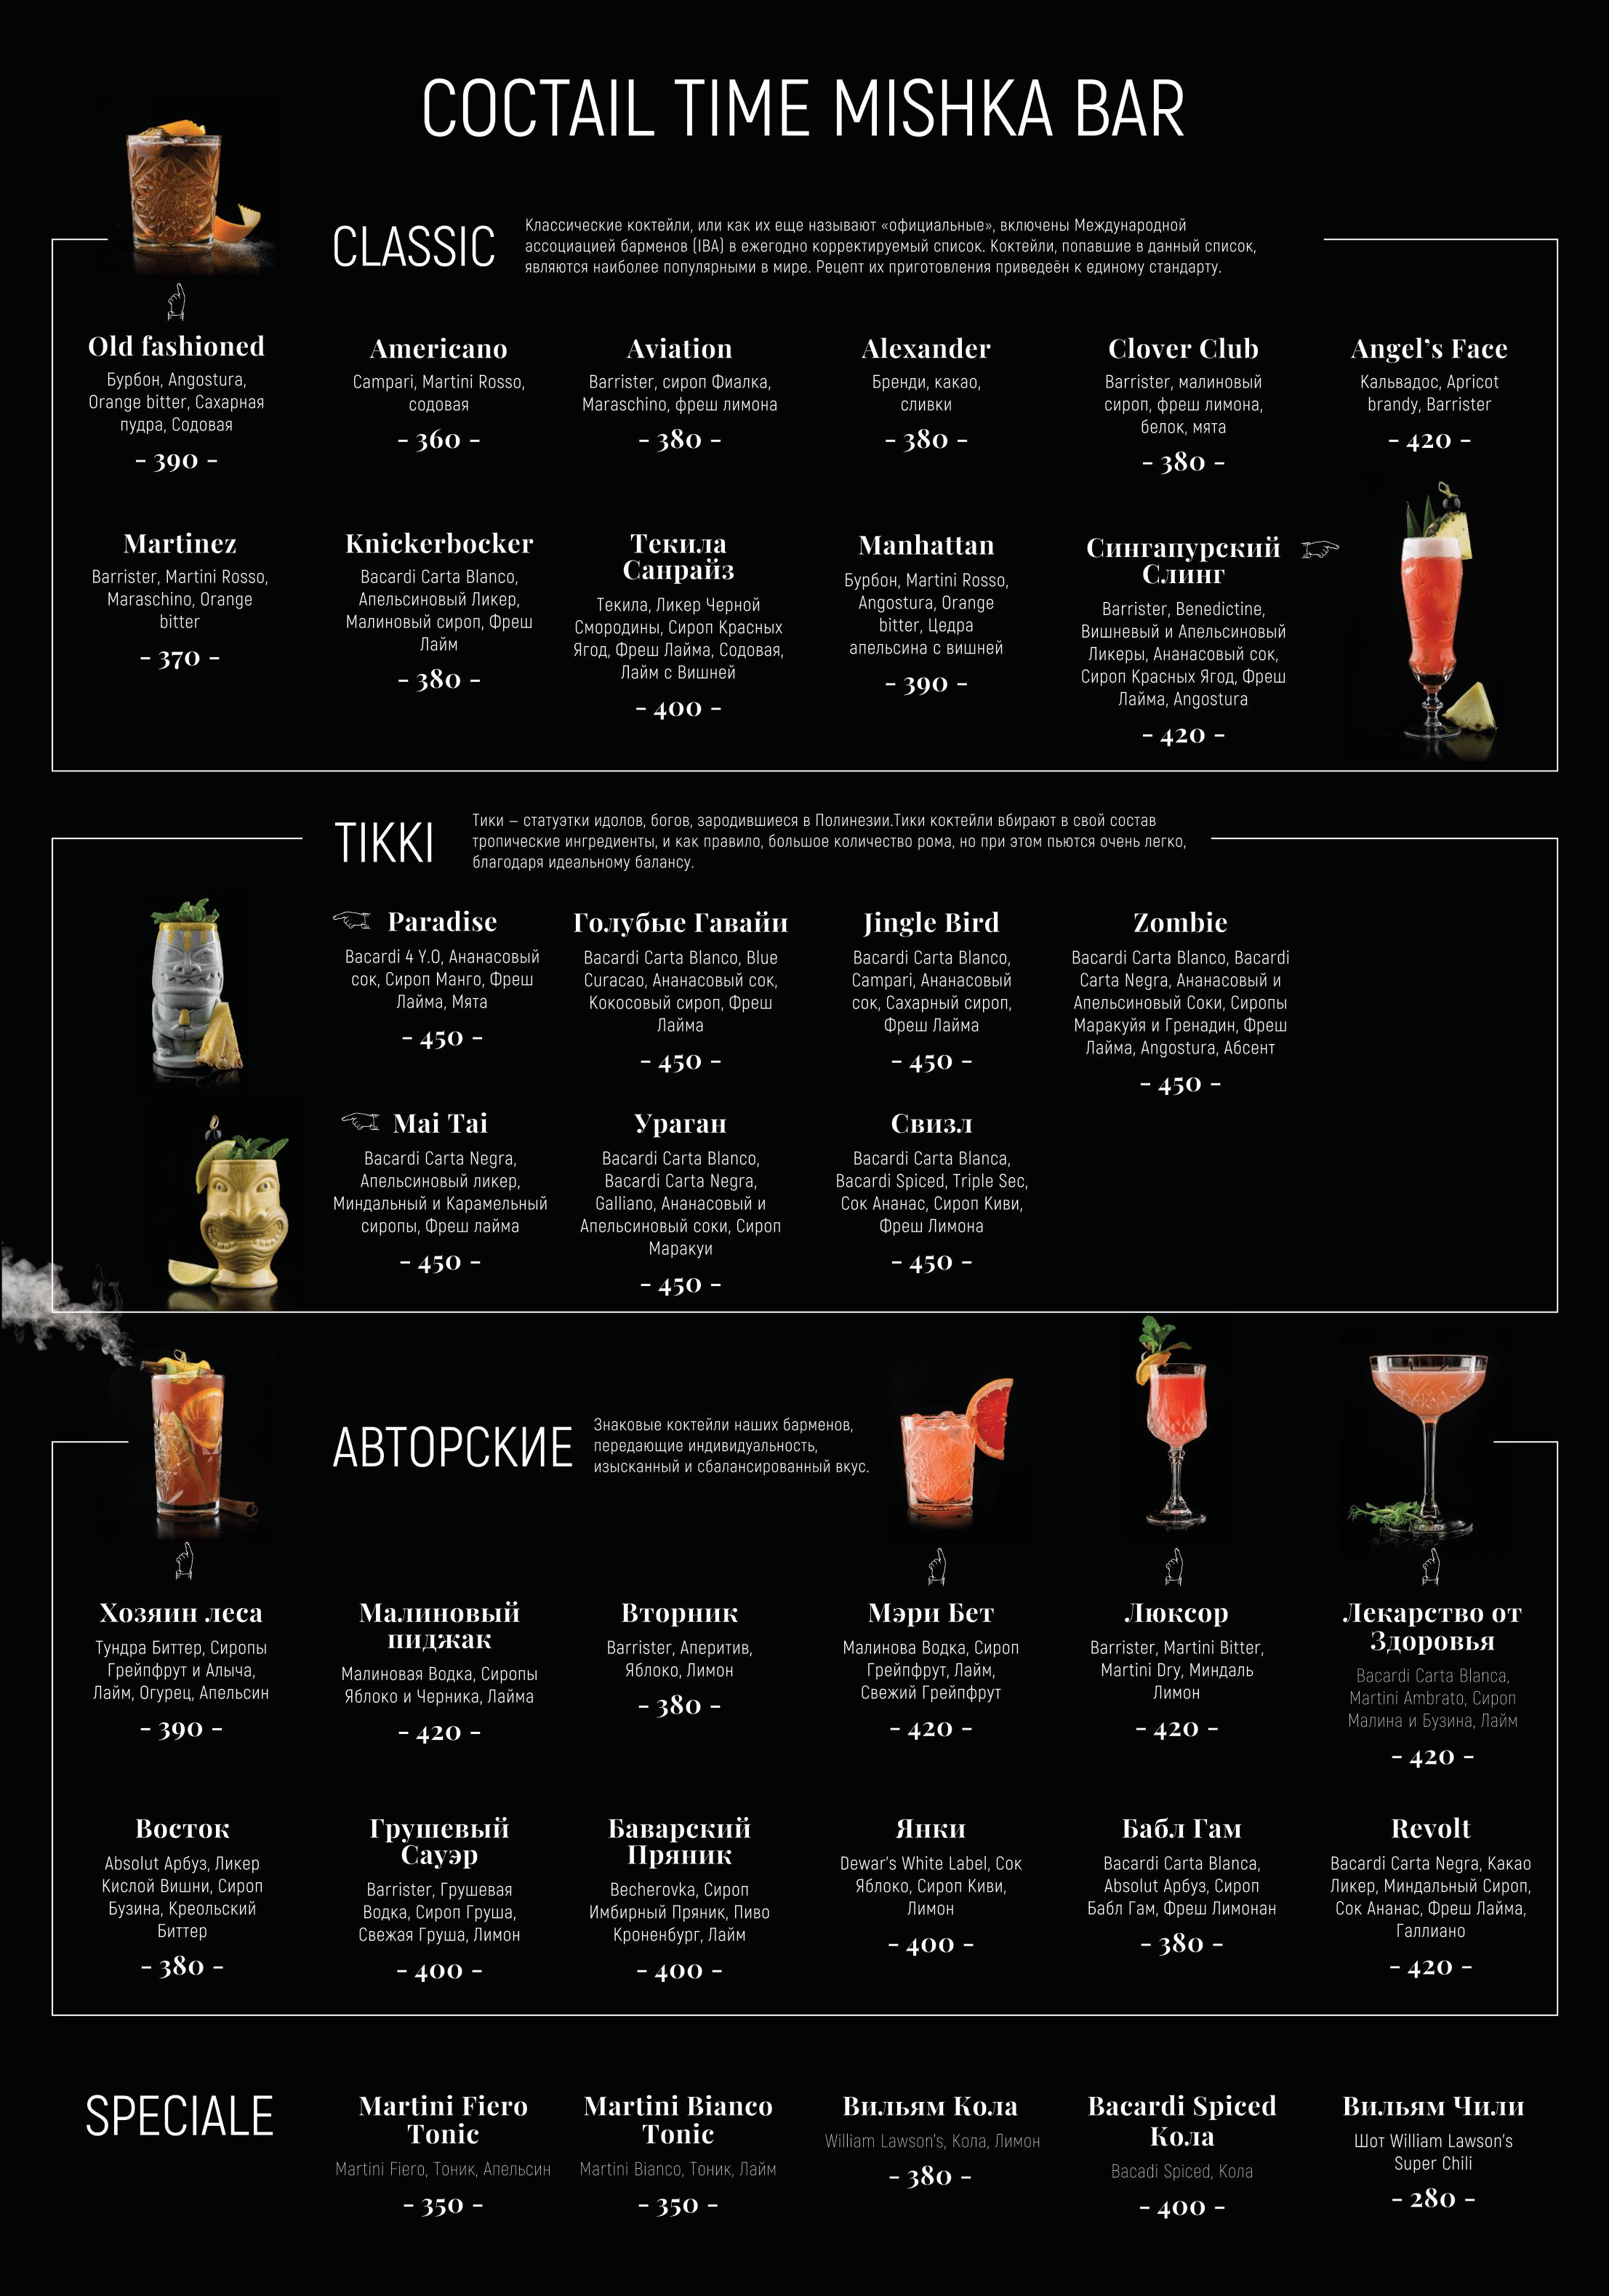 COCTAIL TIME MISHKA BAR
CLASSIC
Классические коктейли, или как их еще называют «официальные», включены Международной
ассоциацией барменов (IBA) в ежегодно корректируемый список. Коктейли, попавшие в данный список,
являются наиболее популярными в мире. Рецепт их приготовления приведеён к единому стандарту.
Old fashioned
Бурбон, Angostura,
Orange bitter, Сахарная
пудра, Содовая
- 390 -
Americano
Campari, Martini Rosso,
содовая
- 360 -
Aviation
Barrister, сироп Фиалка,
Maraschino, фреш лимона
- 380 -
Alexander
Бренди, какао,
сливки
- 380 -
Clover Club
Barrister, малиновый
сироп, фреш лимона,
белок, мята
- 380 -
Angel's Face
Кальвадос, Apricot
brandy, Barrister
- 420 -
Martinez
Barrister, Martini Rosso,
Maraschino, Orange
bitter
- 370 -
Knickerbocker
Bacardi Carta Blanco,
Апельсиновый Ликер,
Малиновый сироп, Фреш
Лайм
- 380 -
Текила
Санрайз
Текила, Ликер Черной
Смородины, Сироп Красных
Ягод, Фреш Лайма, Содовая,
Лайм с Вишней
- 400 -
Manhattan
Бурбон, Martini Rosso,
Angostura, Orange
bitter, Цедра
апельсина с вишней
- 390 -
Сингапурский
Слинг
Barrister, Benedictine,
Вишневый и Апельсиновый
Ликеры, Ананасовый сок,
Сироп Красных Ягод, Фреш
Лайма, Angostura
- 420 -
TIKKI
Тики – статуэтки идолов, богов, зародившиеся в Полинезии.Тики коктейли вбирают в свой состав
тропические ингредиенты, и как правило, большое количество рома, но при этом пьются очень легко,
благодаря идеальному балансу.
Paradise
Bacardi 4 Y.O, Ананасовый
сок, Сироп Манго, Фреш
Лайма, Мята
- 450 -
Голубые Гавайи
Bacardi Carta Blanco, Blue
Curacao, Ананасовый сок,
Кокосовый сироп, Фреш
Лайма
- 450 -
Jingle Bird
Bacardi Carta Blanco,
Campari, Ананасовый
сок, Сахарный сироп,
Фреш Лайма
- 450 -
Zombie
Bacardi Carta Blanco, Bacardi
Carta Negra, Ананасовый и
Апельсиновый Соки, Сиропы
Маракуйя и Гренадин, Фреш
Лайма, Angostura, Абсент
- 450 -
Mai Tai
Bacardi Carta Negra,
Апельсиновый ликер,
Миндальный и Карамельный
сиропы, Фреш лайма
- 450 -
Ураган
Bacardi Carta Blanco,
Bacardi Carta Negra,
Galliano, Ананасовый и
Апельсиновый соки, Сироп
Маракуи
- 450 -
Свизл
Bacardi Carta Blanca,
Bacardi Spiced, Triple Sec,
Сок Ананас, Сироп Киви,
Фреш Лимона
- 450 -
АВТОРСКИЕ
Знаковые коктейли наших барменов,
передающие индивидуальность,
изысканный и сбалансированный вкус.
Хозяин леса
Тундра Биттер, Сиропы
Грейпфрут и Алыча,
Лайм, Огурец, Апельсин
- 390 -
Малиновый
пиджак
Малиновая Водка, Сиропы
Яблоко и Черника, Лайма
- 420 -
Вторник
Barrister, Аперитив,
Яблоко, Лимон
- 380 -
Мэри Бет
Малинова Водка, Сироп
Грейпфрут, Лайм,
Свежий Грейпфрут
- 420 -
Люксор
Barrister, Martini Bitter,
Martini Dry, Миндаль
Лимон
- 420 -
Лекарство от
Здоровья
Bacardi Carta Blanca,
Martini Ambrato, Сироп
Малина и Бузина, Лайм
- 420 -
Восток
Absolut Арбуз, Ликер
Кислой Вишни, Сироп
Бузина, Креольский
Биттер
- 380 -
Грушевый
Сауэр
Barrister, Грушевая
Водка, Сироп Груша,
Свежая Груша, Лимон
- 400 -
Баварский
Пряник
Becherovka, Сироп
Имбирный Пряник, Пиво
Кроненбург, Лайм
- 400 -
Янки
Dewar's White Label, Сок
Яблоко, Сироп Киви,
Лимон
- 400 -
Бабл Гам
Bacardi Carta Blanca,
Absolut Арбуз, Сироп
Бабл Гам, Фреш Лимонан
- 380 -
Revolt
Bacardi Carta Negra, Какао
Ликер, Миндальный Сироп,
Сок Ананас, Фреш Лайма,
Галлиано
- 420 -
SPECIALE
Martini Fiero
Tonic
Martini Fiero, Тоник, Апельсин
- 350 -
Martini Bianco
Tonic
Martini Bianco, Тоник, Лайм
- 350 -
Вильям Кола
William Lawson's, Кола, Лимон
- 380 -
Bacardi Spiced
Кола
Bacadi Spiced, Кола
- 400 -
Вильям Чили
Шот William Lawson's
Super Chili
- 280 -